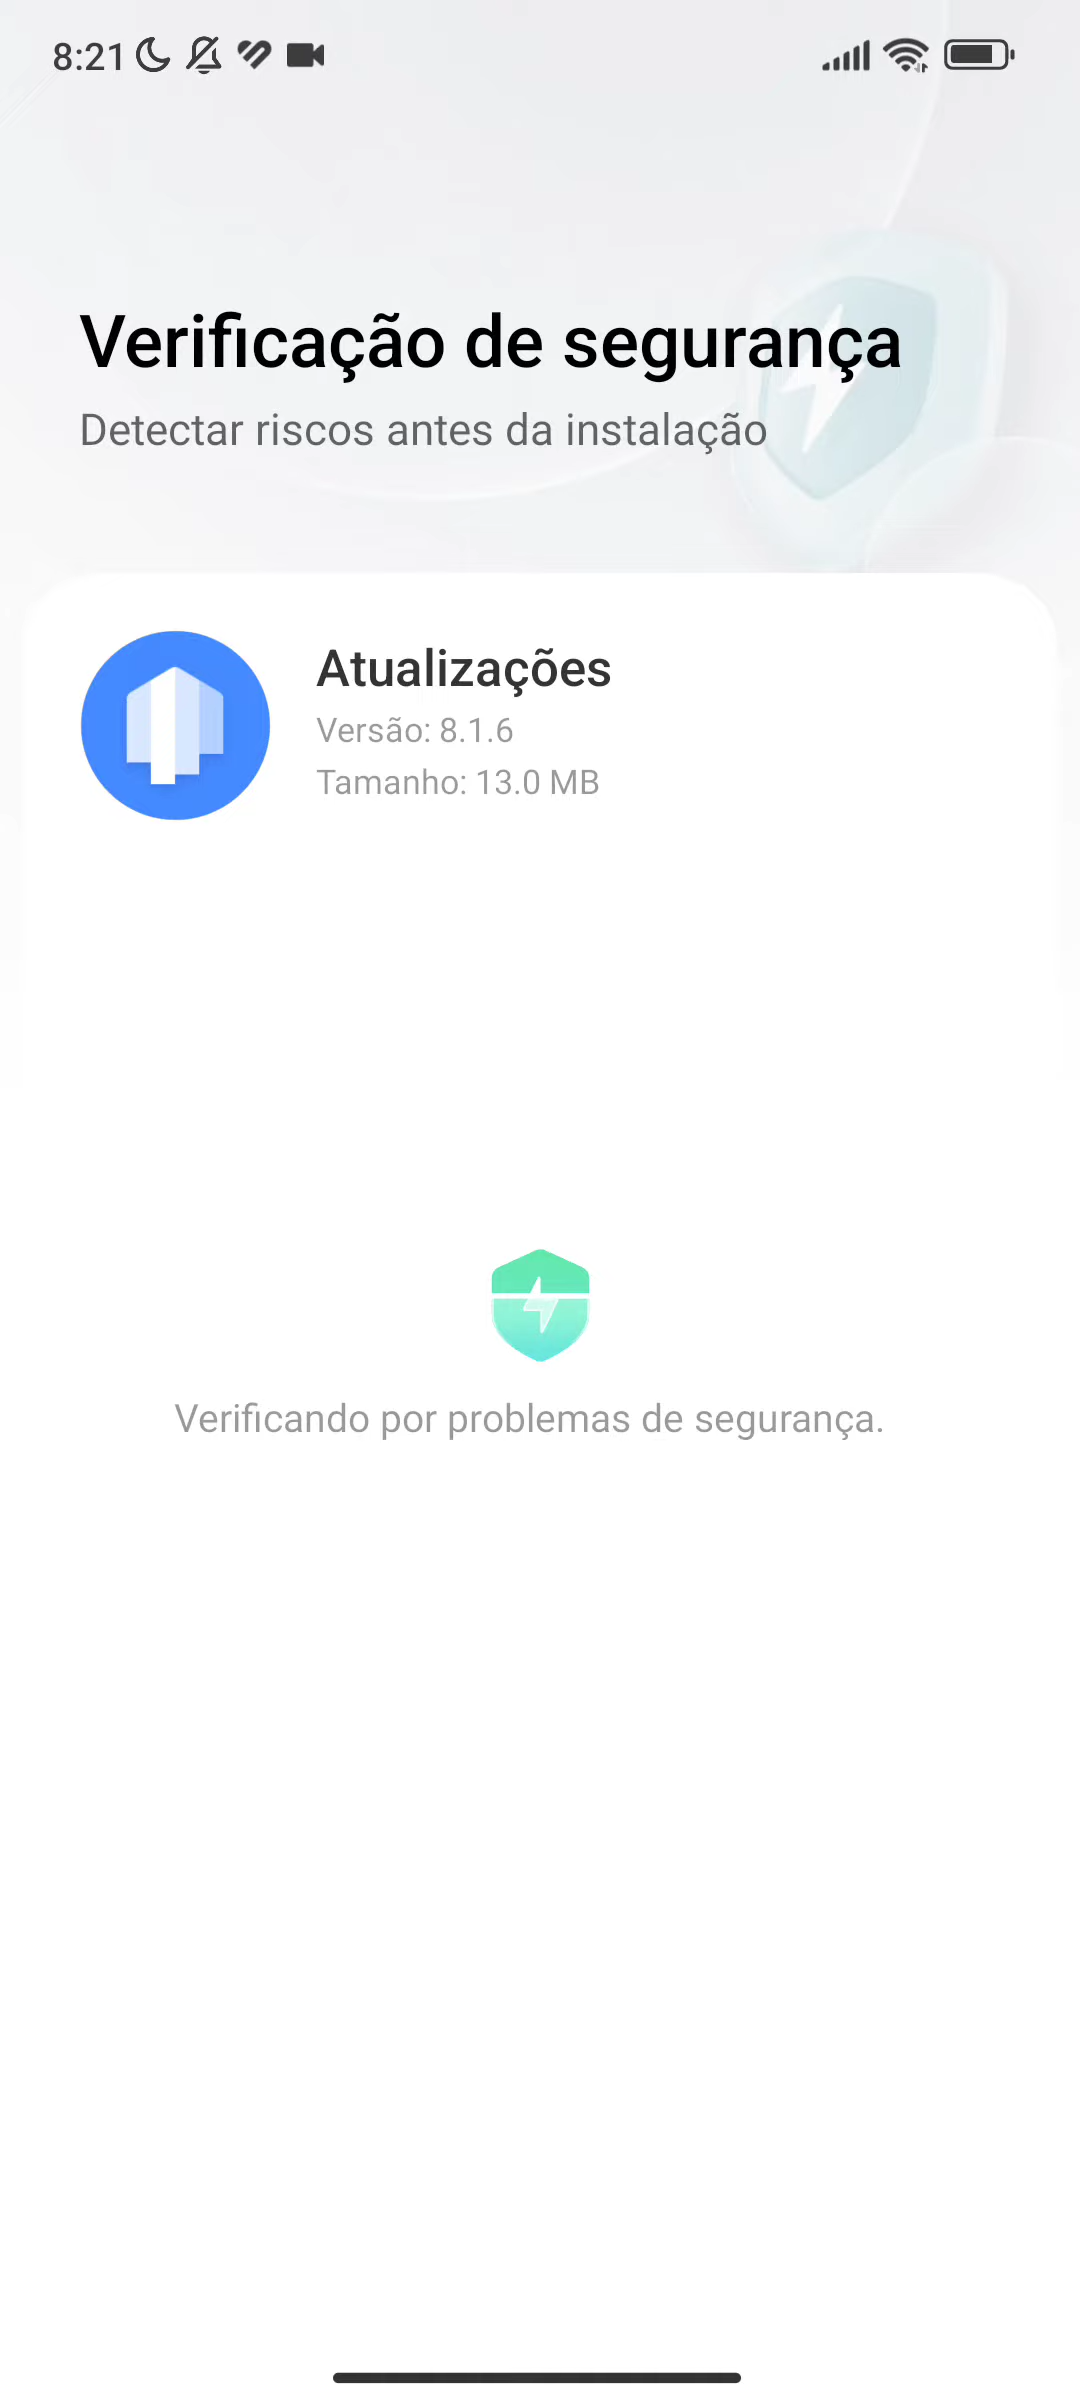 8:21
Verificação de segurança
Detectar riscos antes da instalação
Atualizações
Versão: 8.1.6
Tamanho: 13.0 MB
Verificando por problemas de segurança.